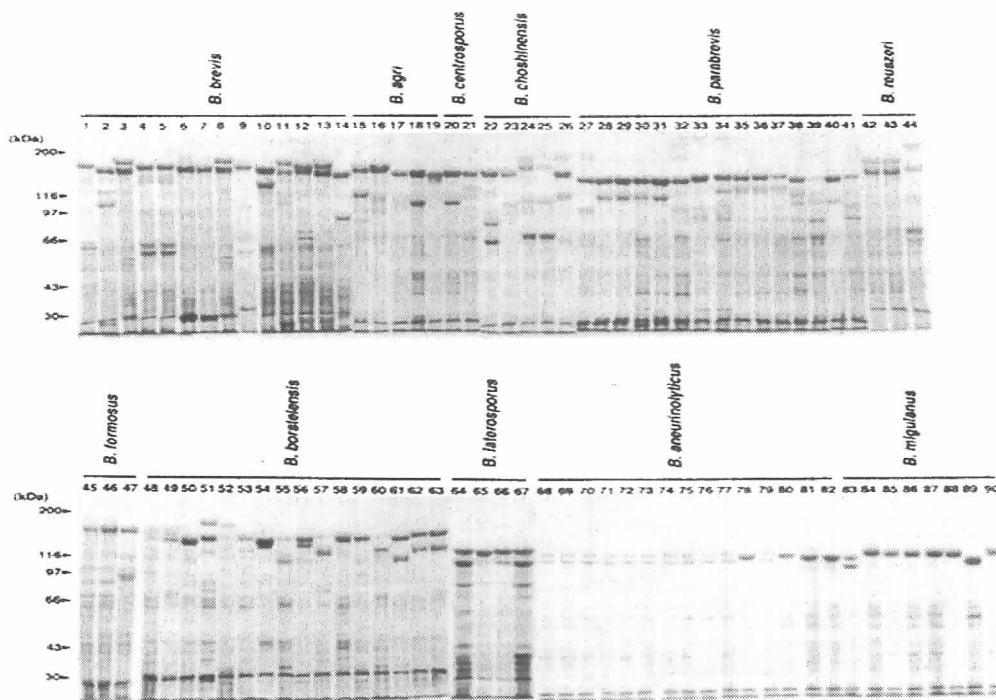 B. brevis B. agri B. centrosporus B. choshinensis B. parabrevis B. reuszeri
1 2 3 4 5 6 7 8 9 10 11 12 13 14 15 16 17 18 19 20 21 22 23 24 25 26 27 28 29 30 31 32 33 34 35 36 37 38 39 40 41 42 43 44
(kDa)
200
116
97
66
43
30
B. formosus B. borstelensis B. laterosporus B. aneurinolyticus B. migulanus
45 46 47 48 49 50 51 52 53 54 55 56 57 58 59 60 61 62 63 64 65 66 67 68 69 70 71 72 73 74 75 76 77 78 79 80 81 82 83 84 85 86 87 88 89 90
(kDa)
200
116
97
66
43
30